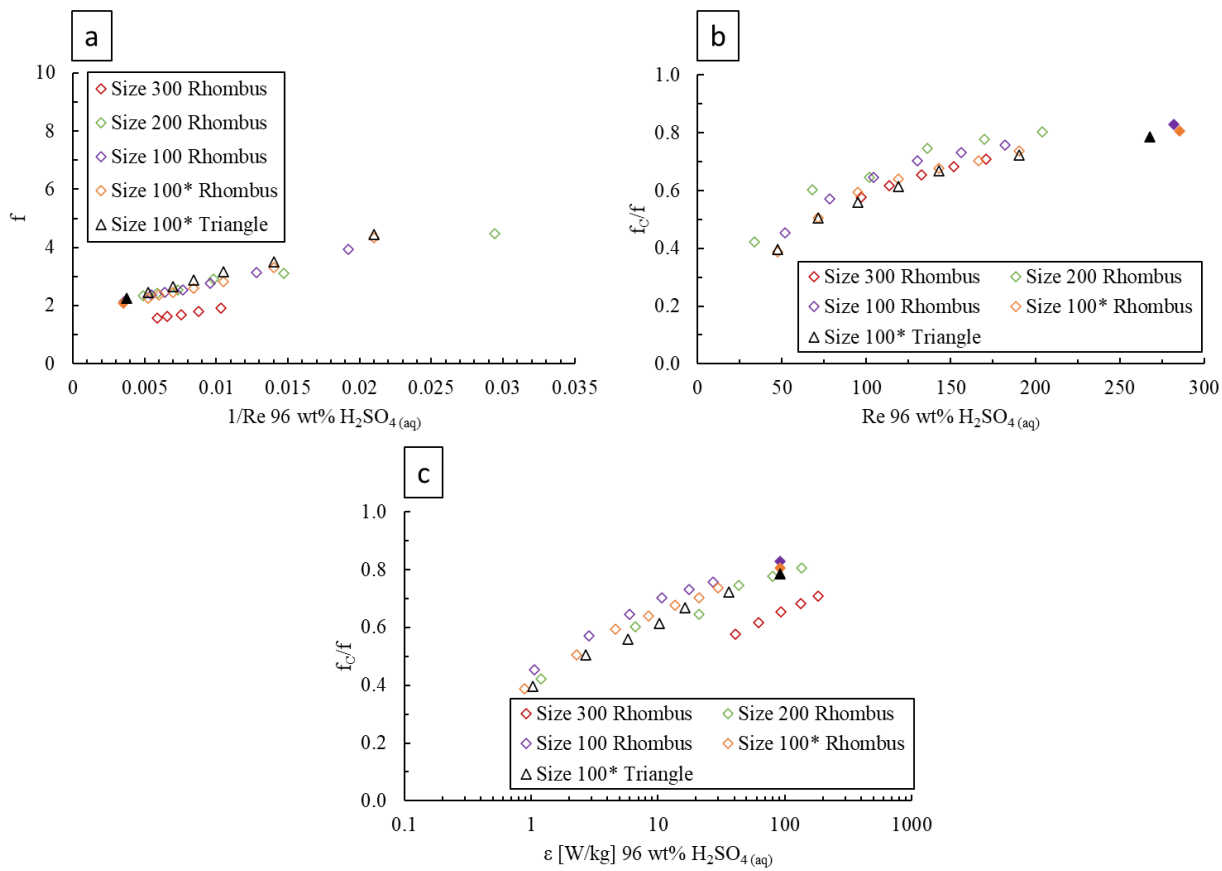 a
10
8
6
4
2
0
f
Size 300 Rhombus
Size 200 Rhombus
Size 100 Rhombus
Size 100* Rhombus
Size 100* Triangle
0 0.005 0.01 0.015 0.02 0.025 0.03 0.035
1/Re 96 wt% H₂SO₄ (aq)
b
1.0
0.8
0.6
0.4
0.2
0.0
f_C/f
Size 300 Rhombus Size 200 Rhombus
Size 100 Rhombus Size 100* Rhombus
Size 100* Triangle
0 50 100 150 200 250 300
Re 96 wt% H₂SO₄ (aq)
c
1.0
0.8
0.6
0.4
0.2
0.0
f_C/f
Size 300 Rhombus Size 200 Rhombus
Size 100 Rhombus Size 100* Rhombus
Size 100* Triangle
0.1 1 10 100 1000
ε [W/kg] 96 wt% H₂SO₄ (aq)